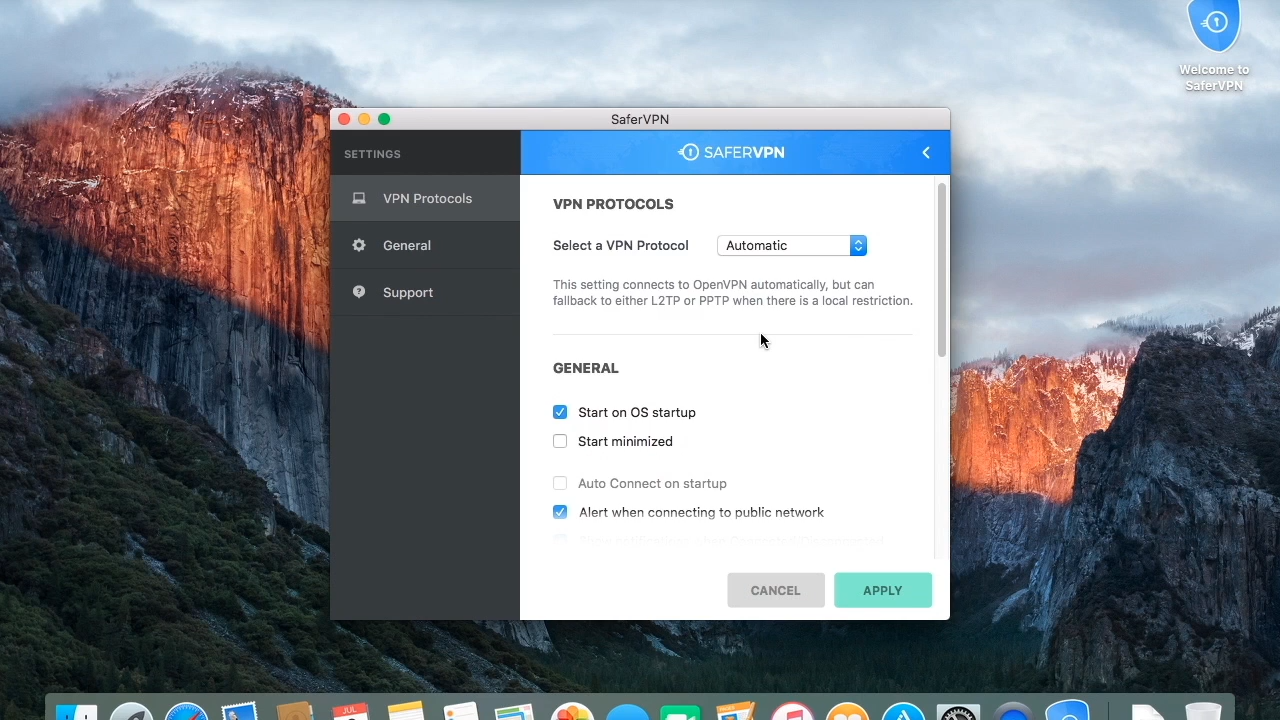 Welcome to
SaferVPN
SaferVPN
SETTINGS
SAFERVPN
VPN Protocols
General
Support
VPN PROTOCOLS
Select a VPN Protocol
Automatic
This setting connects to OpenVPN automatically, but can
fallback to either L2TP or PPTP when there is a local restriction.
GENERAL
Start on OS startup
Start minimized
Auto Connect on startup
Alert when connecting to public network
CANCEL
APPLY
JUL